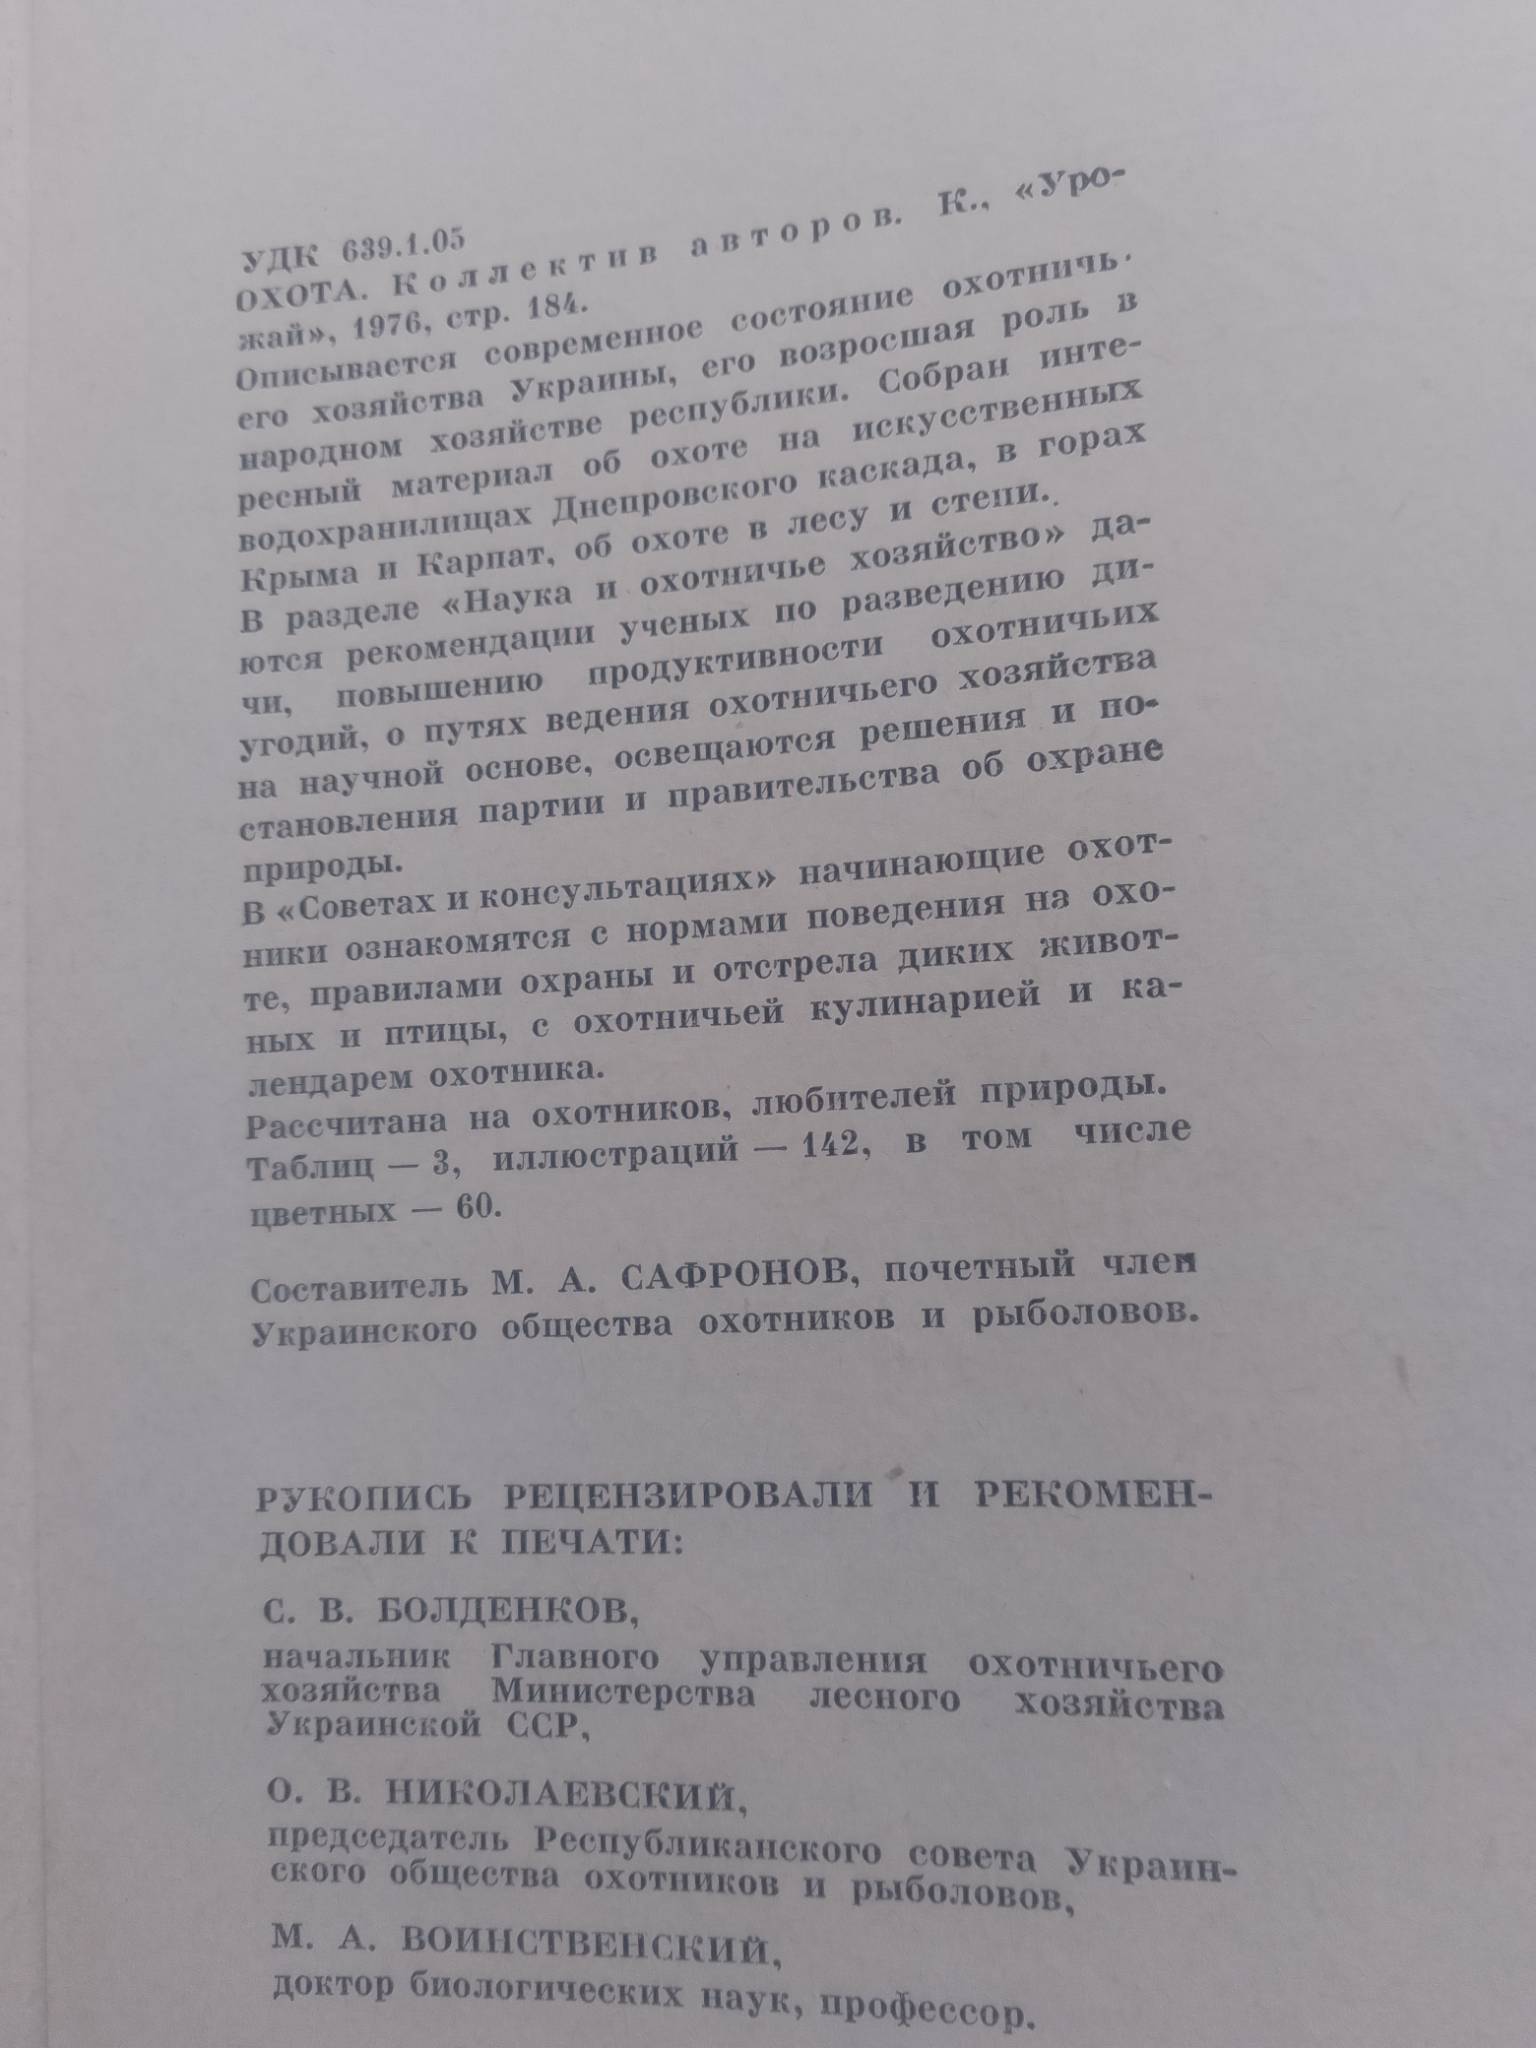 УДК 639.1.05
ОХОТА. Коллектив авторов. К., «Уро-
жай», 1976, стр. 184.
Описывается современное состояние охотничь-
его хозяйства Украины, его возросшая роль в
народном хозяйстве республики. Собран инте-
ресный материал об охоте на искусственных
водохранилищах Днепровского каскада, в горах
Крыма и Карпат, об охоте в лесу и степи.
В разделе «Наука и охотничье хозяйство» да-
ются рекомендации ученых по разведению ди-
чи, повышению продуктивности охотничьих
угодий, о путях ведения охотничьего хозяйства
на научной основе, освещаются решения и по-
становления партии и правительства об охране
природы.
В «Советах и консультациях» начинающие охот-
ники ознакомятся с нормами поведения на охо-
те, правилами охраны и отстрела диких живот-
ных и птицы, с охотничьей кулинарией и ка-
лендарем охотника.
Рассчитана на охотников, любителей природы.
Таблиц — 3, иллюстраций — 142, в том числе
цветных — 60.
Составитель М. А. САФРОНОВ, почетный член
Украинского общества охотников и рыболовов.
РУКОПИСЬ РЕЦЕНЗИРОВАЛИ И РЕКОМЕН-
ДОВАЛИ К ПЕЧАТИ:
С. В. БОЛДЕНКОВ,
начальник Главного управления охотничьего
хозяйства Министерства лесного хозяйства
Украинской ССР,
О. В. НИКОЛАЕВСКИЙ,
председатель Республиканского совета Украин-
ского общества охотников и рыболовов,
М. А. ВОИНСТВЕНСКИЙ,
доктор биологических наук, профессор.